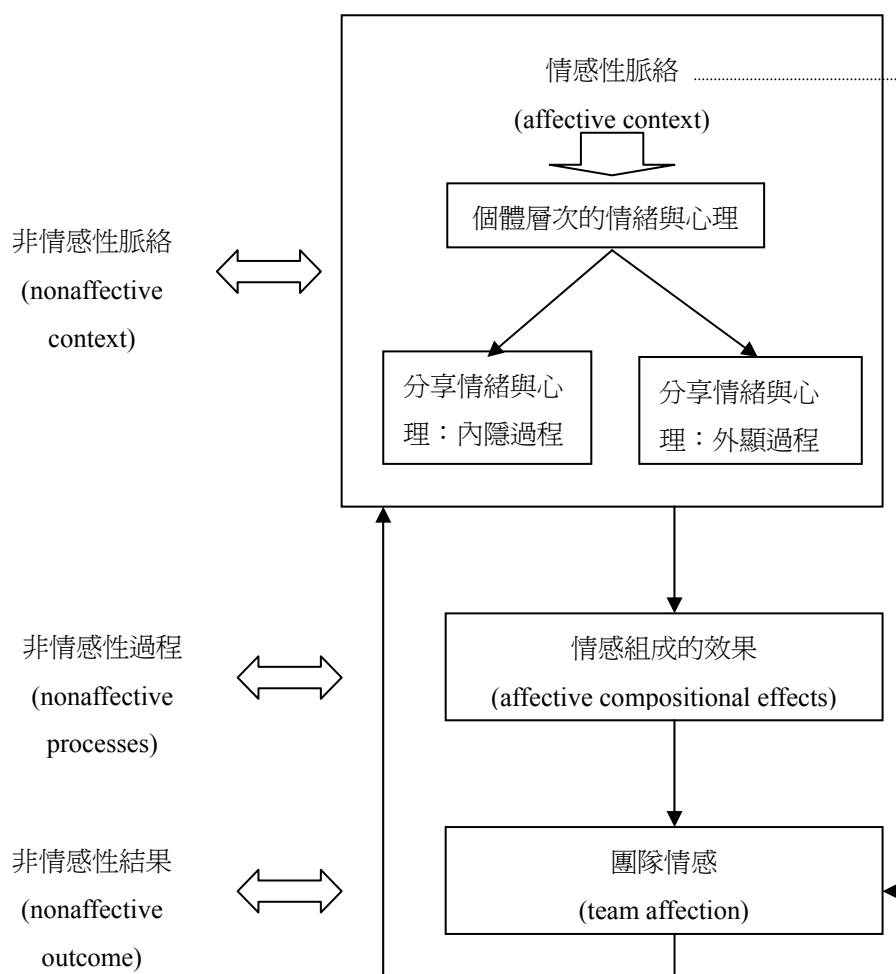 情感性脈絡
(affective context)
個體層次的情緒與心理
非情感性脈絡
(nonaffective
context)
分享情緒與心
理：內隱過程
分享情緒與心
理：外顯過程
非情感性過程
(nonaffective
processes)
情感組成的效果
(affective compositional effects)
非情感性結果
(nonaffective
outcome)
團隊情感
(team affection)